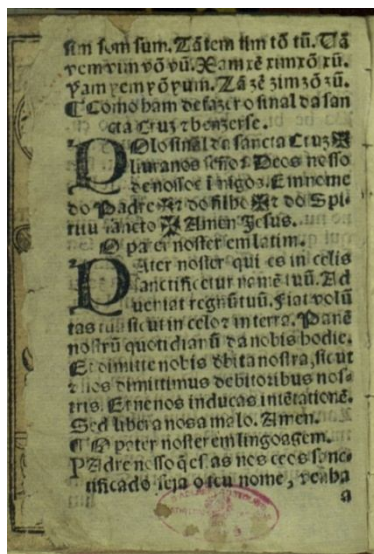 sim som sum. Tã tem tim tõ tũ. Vã
vem vim võ vũ. Xam xẽ xim xõ xũ.
yam yem yõ yum. Zã zẽ zim zõ zũ.
¶ Como ham de fazer o sinal da san
cta Cruz ⁊ benzerse.
POlo sinal da sancta Cruz ✠
liuranos señor Deos nosso
de nossos ĩmigos. Em nome
do Padre ✠ ⁊ do filho ✠ ⁊ do Spi
ritu sancto ✠ Amen Jesus.
O pater noster em latim.
PAter noster qui es in celis
sanctificetur nomẽ tuũ. Ad
ueniat regnũ tuũ. Fiat volũ
tas tua sicut in celo ⁊ in terra. Panẽ
nostrũ quotidianũ da nobis hodie.
Et dimitte nobis dbita nostra, sicut
⁊ nos dimittimus debitoribus nos
tris. Et ne nos inducas in tẽtationẽ.
Sed libera nos a malo. Amen.
¶ O pater noster em lingoagem.
PAdre nosso q̃ es as nos ceos sanc
tificado seja o seu nome, venha
a